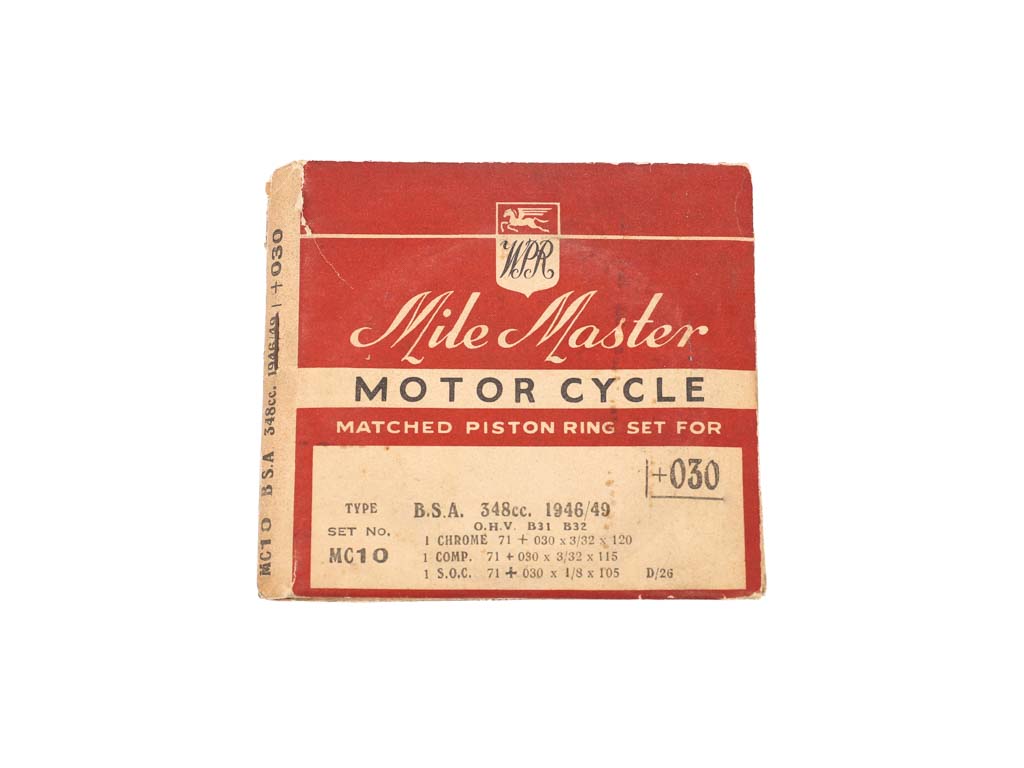 WPR
Mile Master
MOTOR CYCLE
MATCHED PISTON RING SET FOR
+030
TYPE B.S.A. 348cc. 1946/49
O.H.V. B31 B32
SET No. 1 CHROME 71 + 030 x 3/32 x 120
MC10 1 COMP. 71 + 030 x 3/32 x 115
1 S.O.C. 71 + 030 x 1/8 x 105 D/26
MC10 B.S.A 348cc. 1946/49 +030